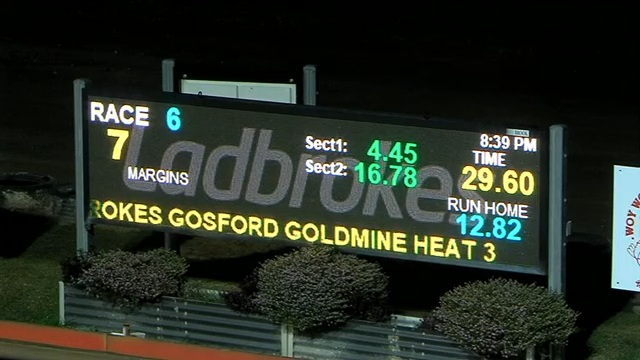 RACE 6
8:39 PM
7
Sect1: 4.45
TIME
Sect2: 16.78
29.60
MARGINS
Ladbrokes
RUN HOME
12.82
ROKES GOSFORD GOLDMINE HEAT 3
WOY W